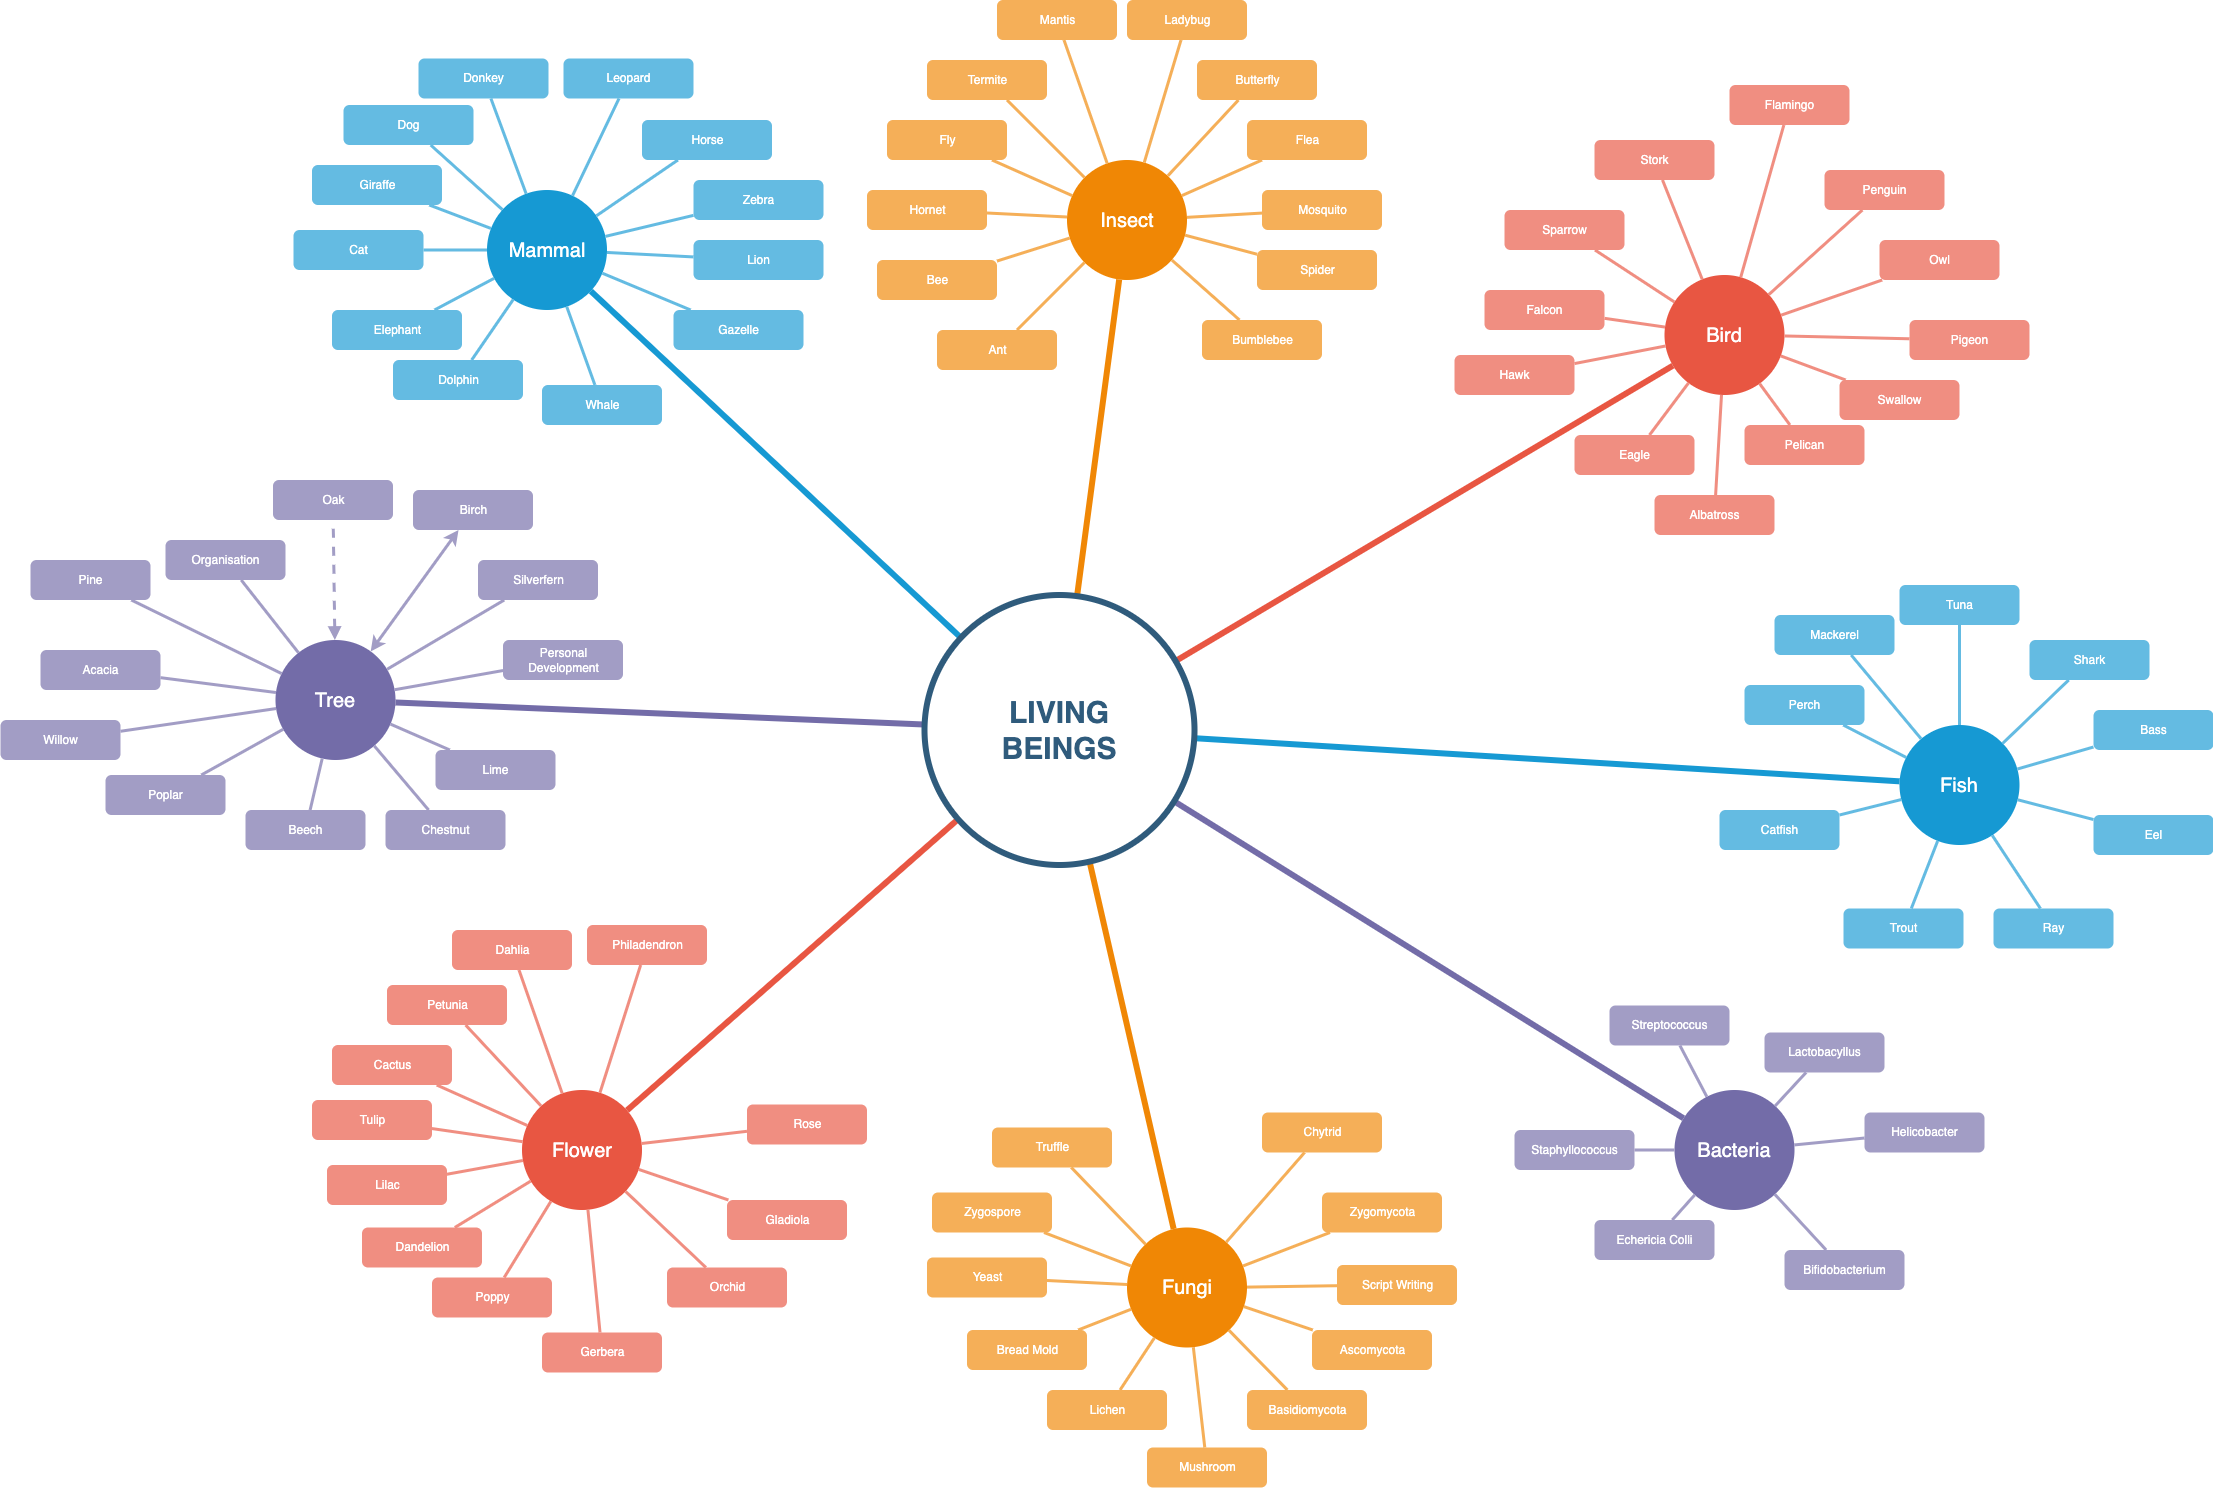 LIVING
BEINGS
Mammal
Donkey
Leopard
Dog
Horse
Giraffe
Zebra
Cat
Lion
Elephant
Gazelle
Dolphin
Whale
Insect
Mantis
Ladybug
Termite
Butterfly
Fly
Flea
Hornet
Mosquito
Bee
Spider
Ant
Bumblebee
Bird
Flamingo
Stork
Penguin
Sparrow
Owl
Falcon
Pigeon
Hawk
Swallow
Eagle
Pelican
Albatross
Tree
Oak
Birch
Organisation
Pine
Silverfern
Personal
Development
Acacia
Willow
Lime
Poplar
Beech
Chestnut
Fish
Tuna
Mackerel
Shark
Perch
Bass
Catfish
Eel
Trout
Ray
Flower
Dahlia
Philadendron
Petunia
Cactus
Tulip
Rose
Lilac
Gladiola
Dandelion
Orchid
Poppy
Gerbera
Fungi
Truffle
Chytrid
Zygospore
Zygomycota
Yeast
Script Writing
Bread Mold
Ascomycota
Lichen
Basidiomycota
Mushroom
Bacteria
Streptococcus
Lactobacyllus
Helicobacter
Staphyllococcus
Echericia Colli
Bifidobacterium